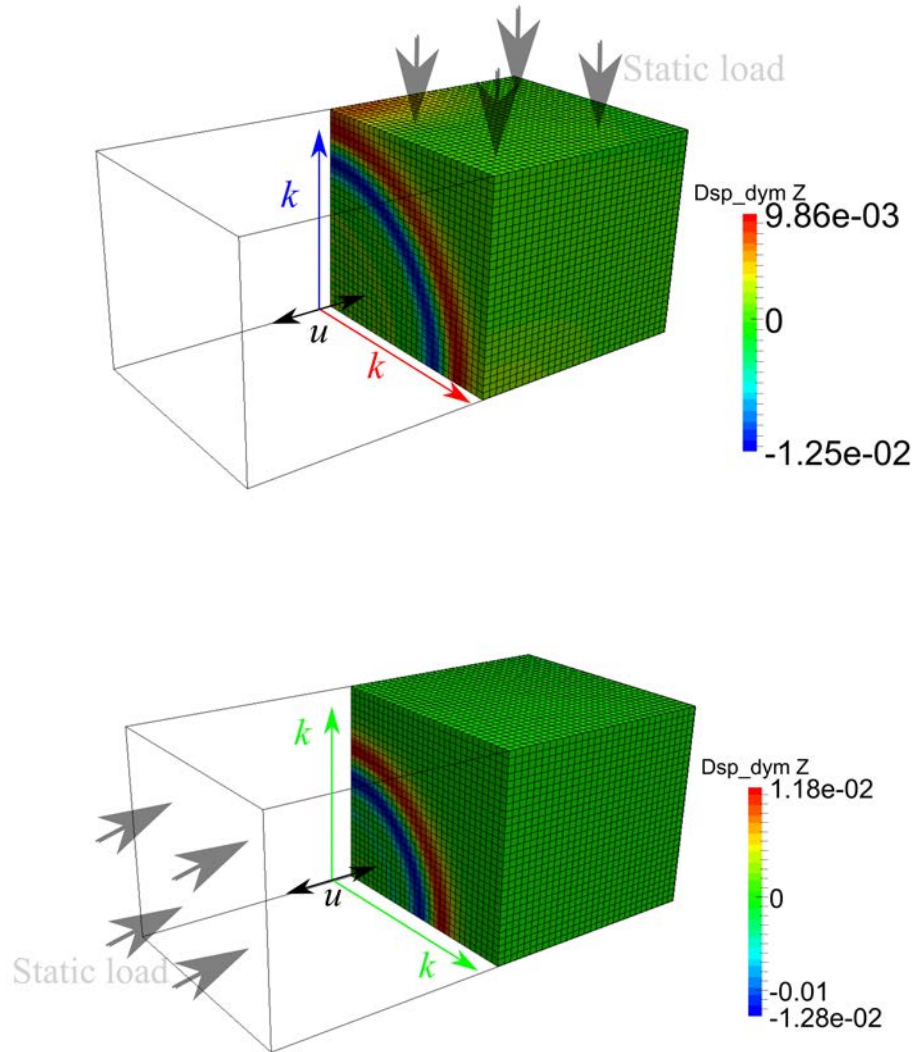 Static load
k
Dsp_dym Z
9.86e-03
0
-1.25e-02
u
k
k
Dsp_dym Z
1.18e-02
0
-0.01
-1.28e-02
u
Static load
k